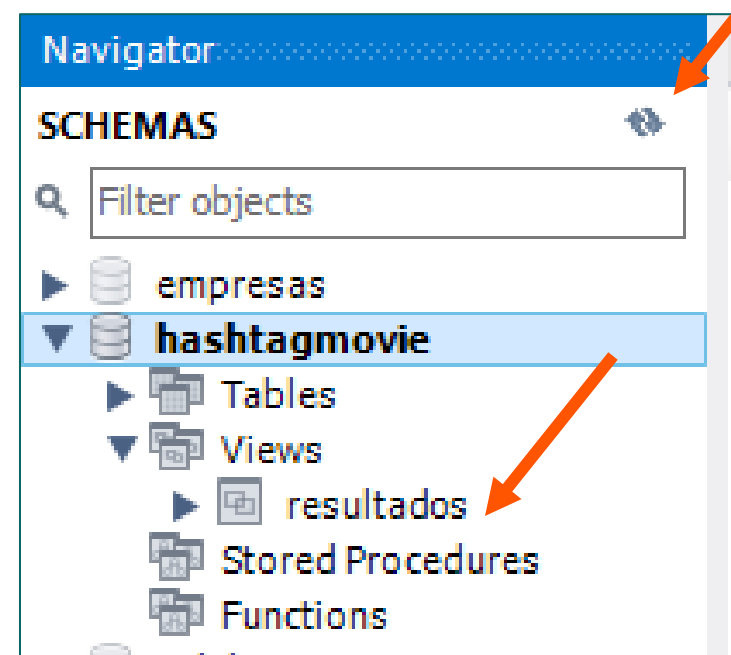 Navigator
SCHEMAS
Filter objects
empresas
hashtagmovie
Tables
Views
resultados
Stored Procedures
Functions